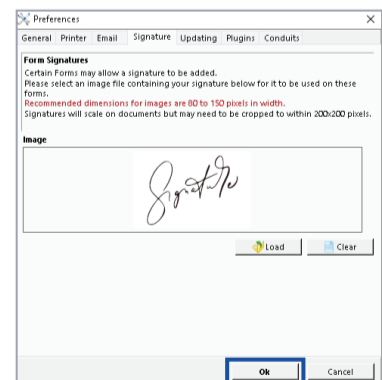 Preferences
General Printer Email Signature Updating Plugins Conduits
Form Signatures
Certain Forms may allow a signature to be added.
Please select an image file containing your signature below for it to be used on these
forms.
Recommended dimensions for images are 80 to 150 pixels in width.
Signatures will scale on documents but may need to be cropped to within 200x200 pixels.
Image
Signature
Load Clear
Ok Cancel